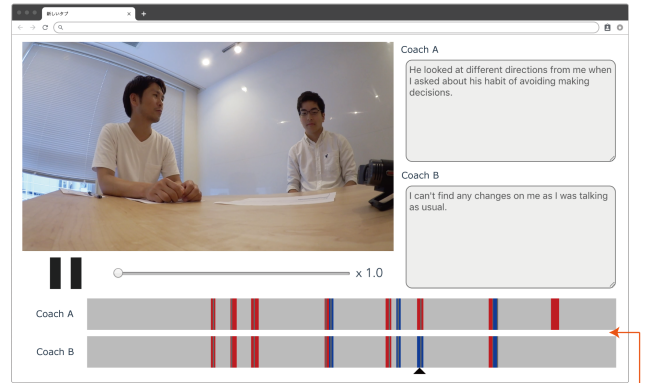 新しいタブ
Coach A
He looked at different directions from me when
I asked about his habit of avoiding making
decisions.
Coach B
I can't find any changes on me as I was talking
as usual.
x 1.0
Coach A
Coach B